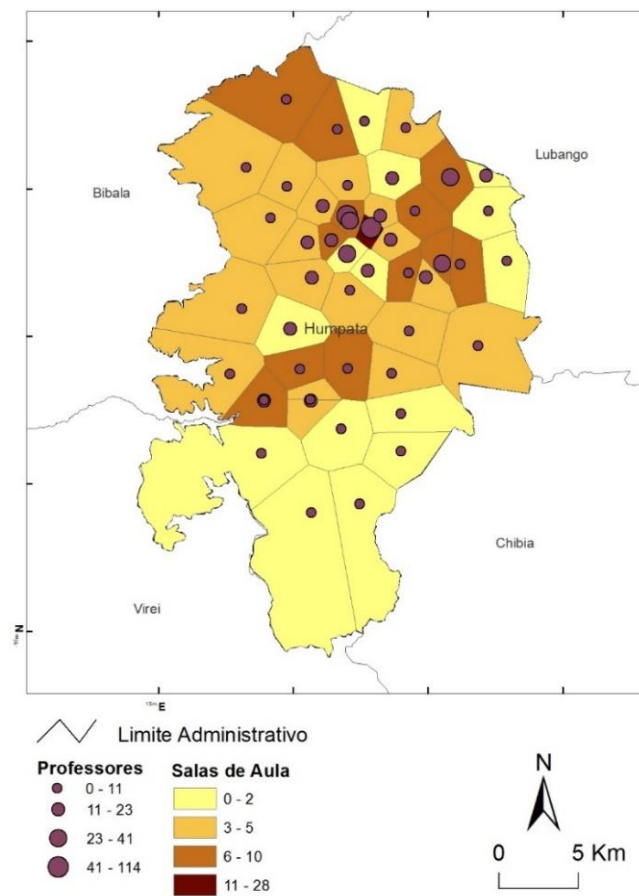 Lubango
Bibala
Humpata
Chibia
Virei
Limite Administrativo
Professores
0 - 11
11 - 23
23 - 41
41 - 114
Salas de Aula
0 - 2
3 - 5
6 - 10
11 - 28
N
0 5 Km